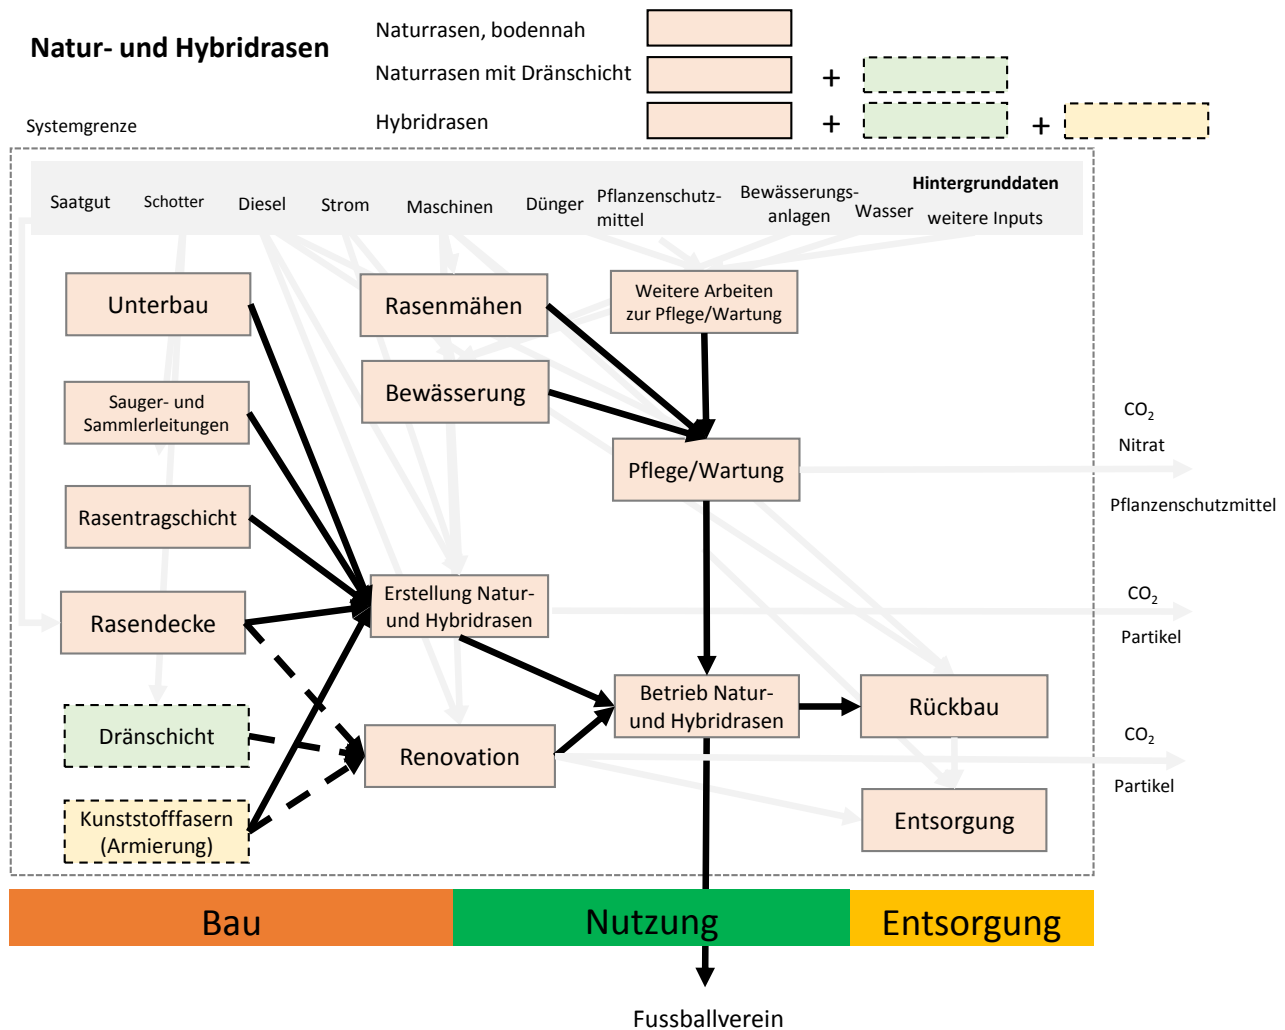 Natur- und Hybridrasen
Naturrasen, bodennah
Naturrasen mit Dränschicht
+
Hybridrasen
+
+
Systemgrenze
Saatgut
Schotter
Diesel
Strom
Maschinen
Dünger
Pflanzenschutz-
mittel
Bewässerungs-
anlagen
Wasser
Hintergrunddaten
weitere Inputs
Unterbau
Rasenmähen
Weitere Arbeiten
zur Pflege/Wartung
Sauger- und
Sammlerleitungen
Bewässerung
Pflege/Wartung
CO2
Nitrat
Pflanzenschutzmittel
Rasentragschicht
Rasendecke
Erstellung Natur-
und Hybridrasen
CO2
Partikel
Dränschicht
Renovation
Betrieb Natur-
und Hybridrasen
Rückbau
CO2
Partikel
Kunststofffasern
(Armierung)
Entsorgung
Bau
Nutzung
Entsorgung
Fussballverein